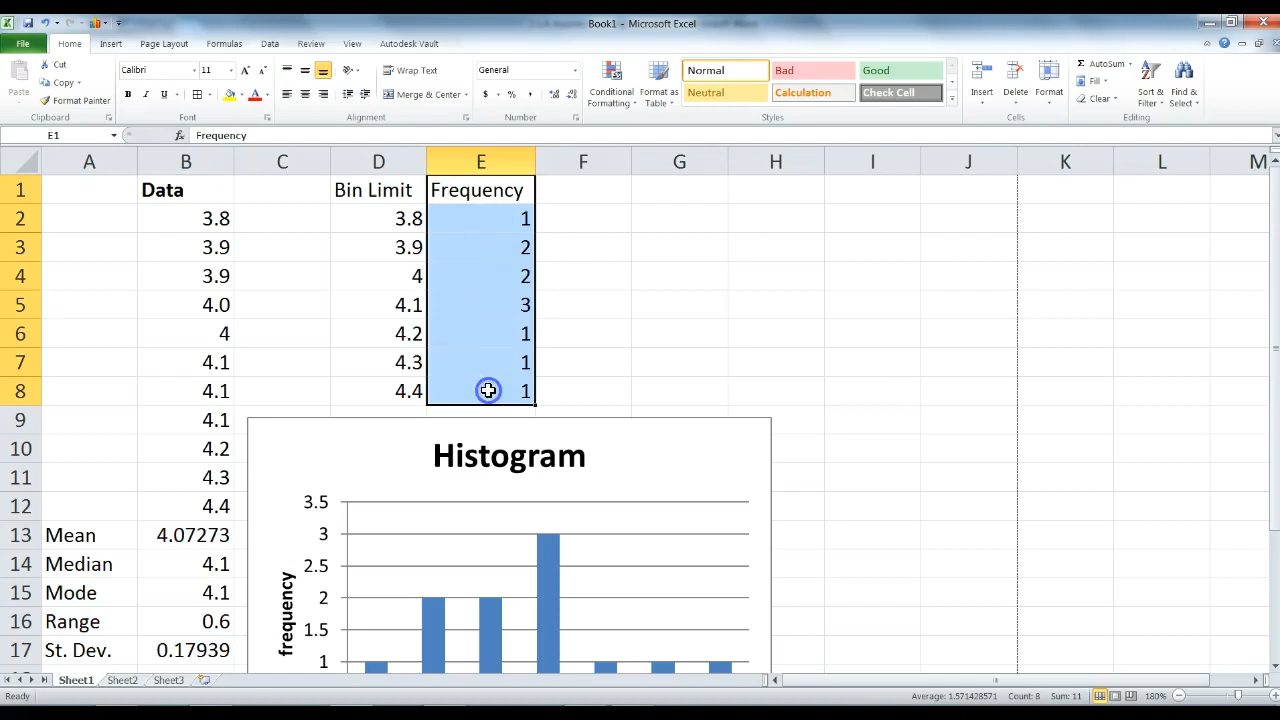 Book1 - Microsoft Excel
File Home Insert Page Layout Formulas Data Review View Autodesk Vault
Paste
Cut
Copy
Format Painter
Clipboard
Calibri 11
Font
Wrap Text
Merge & Center
Alignment
General
Number
Conditional Formatting
Format as Table
Normal Bad Good
Neutral Calculation Check Cell
Styles
Insert Delete Format
Cells
AutoSum
Fill
Clear
Sort & Filter
Find & Select
Editing
E1 fx Frequency
A B C D E F G H I J K L M
1 Data Bin Limit Frequency
2 3.8 3.8 1
3 3.9 3.9 2
4 3.9 4 2
5 4.0 4.1 3
6 4 4.2 1
7 4.1 4.3 1
8 4.1 4.4 1
9 4.1
10 4.2
11 4.3
12 4.4
13 Mean 4.07273
14 Median 4.1
15 Mode 4.1
16 Range 0.6
17 St. Dev. 0.17939
Histogram
frequency
3.5
3
2.5
2
1.5
1
Sheet1 Sheet2 Sheet3
Ready Average: 1.571428571 Count: 8 Sum: 11 180%